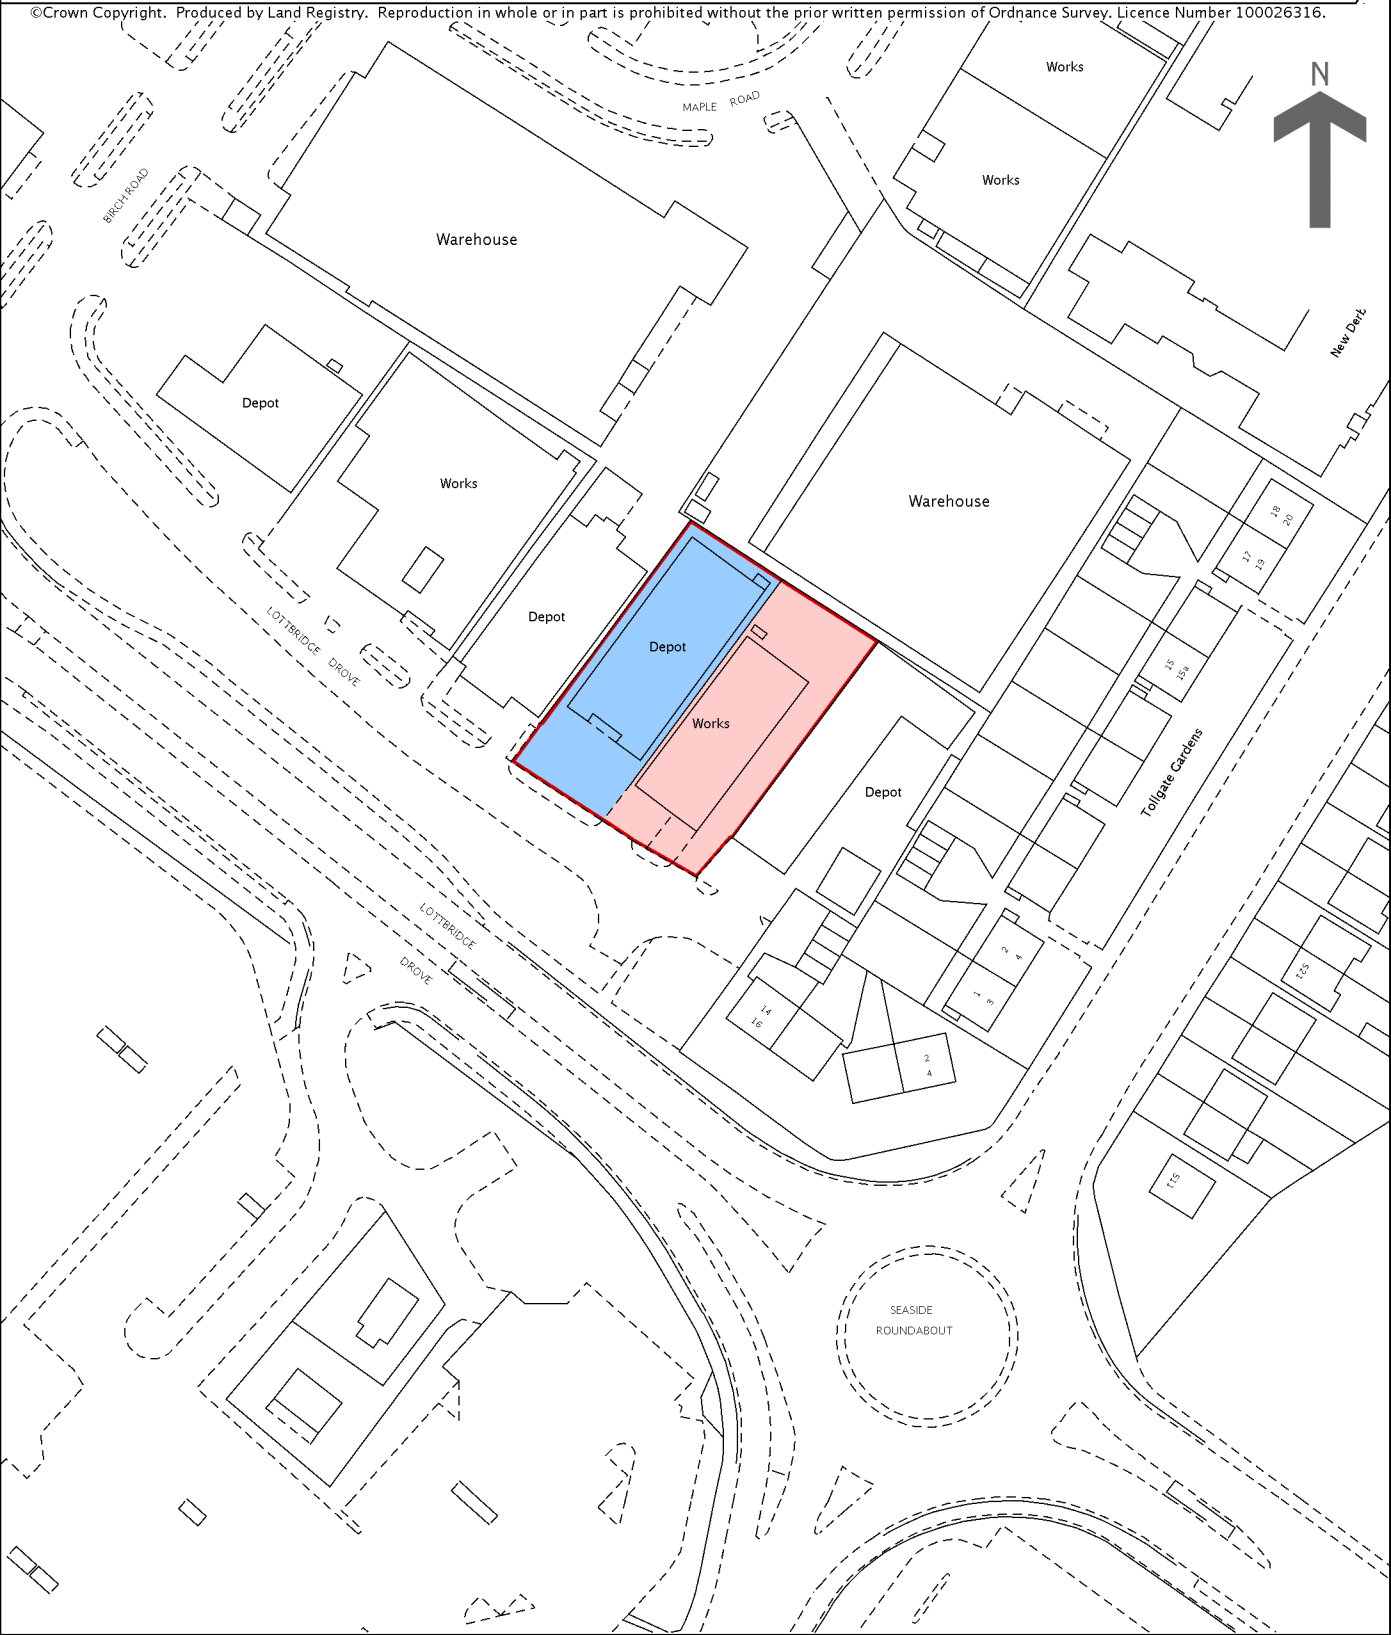 ©Crown Copyright. Produced by Land Registry. Reproduction in whole or in part is prohibited without the prior written permission of Ordnance Survey. Licence Number 100026316.
N
Works
MAPLE ROAD
Works
BIRCH ROAD
Warehouse
New Derb
Depot
Works
Warehouse
18
20
17
19
Depot
LOTTBRIDGE DROVE
Depot
15
15a
Works
Tollgate Gardens
Depot
LOTTBRIDGE
DROVE
2
4
521
1
3
14
16
2
4
511
SEASIDE
ROUNDABOUT